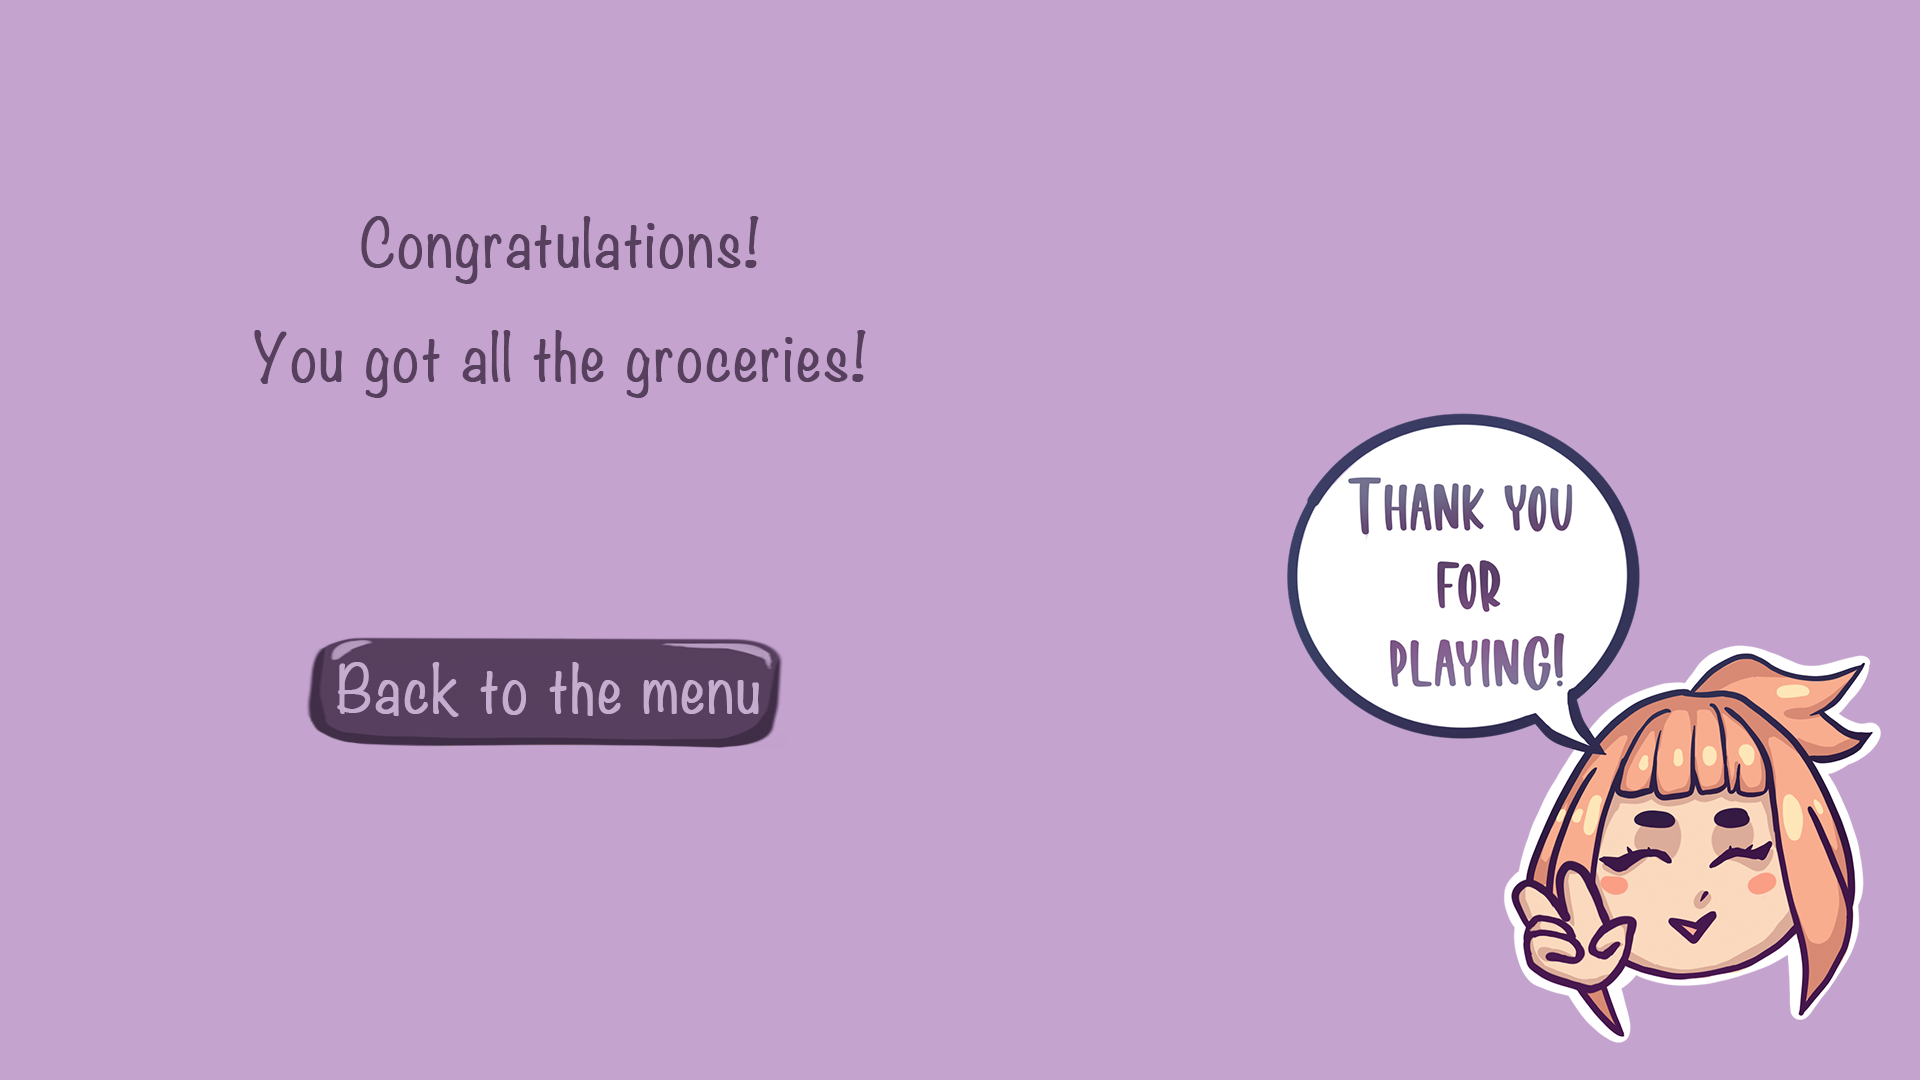 Congratulations!
You got all the groceries!
Back to the menu
THANK YOU
FOR
PLAYING!